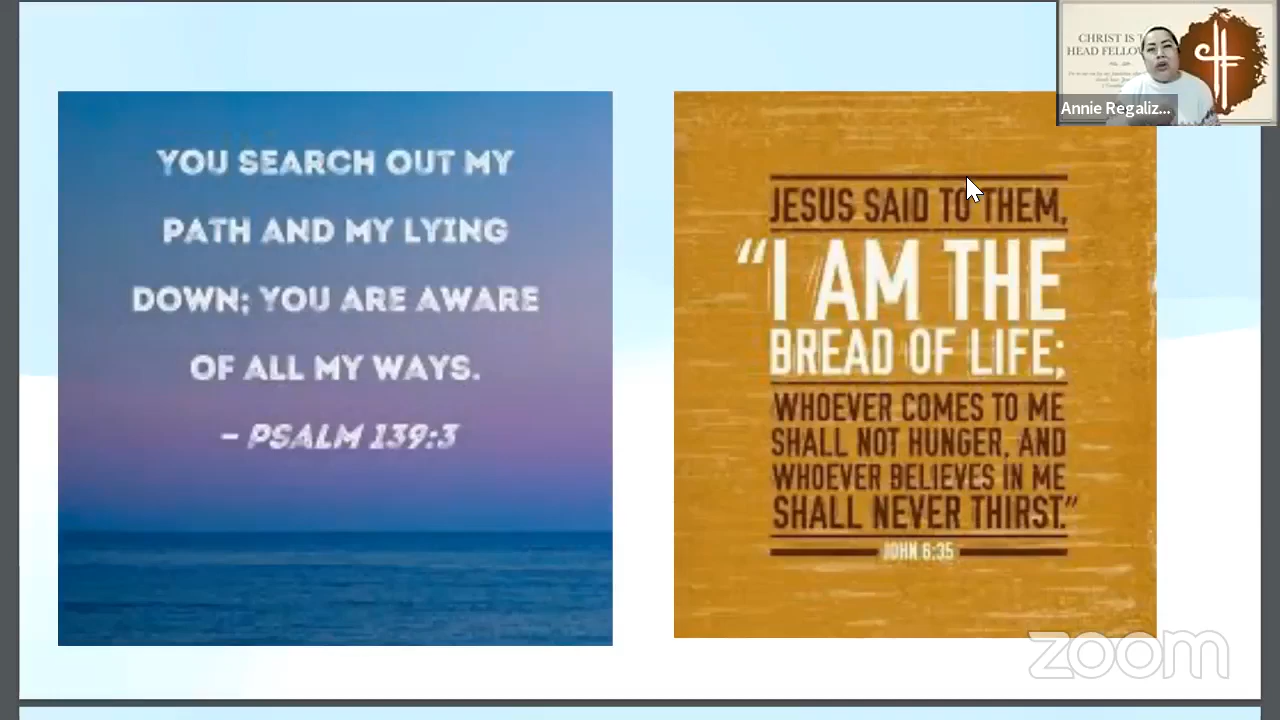 YOU SEARCH OUT MY
PATH AND MY LYING
DOWN; YOU ARE AWARE
OF ALL MY WAYS.
– PSALM 139:3
JESUS SAID TO THEM,
“I AM THE
BREAD OF LIFE;
WHOEVER COMES TO ME
SHALL NOT HUNGER, AND
WHOEVER BELIEVES IN ME
SHALL NEVER THIRST.”
JOHN 6:35
CHRIST IS
HEAD FELLO
Annie Regaliz...
zoom